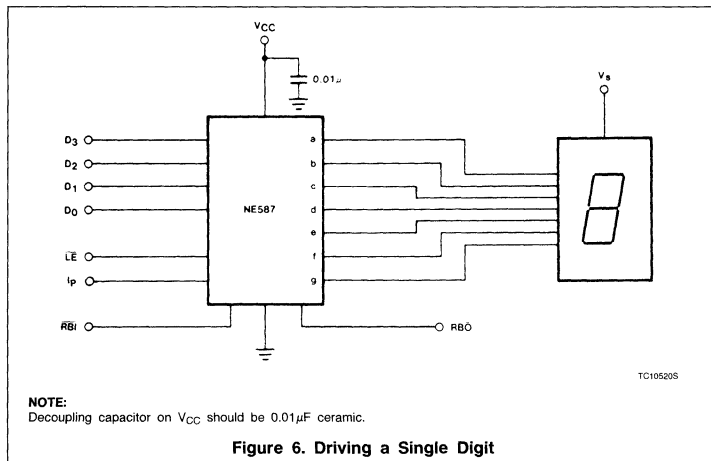 VCC
0.01μ
Vs
D3
D2
D1
D0
LE
IP
RBI
NE587
a
b
c
d
e
f
g
RBO
TC10520S
NOTE:
Decoupling capacitor on VCC should be 0.01μF ceramic.
Figure 6. Driving a Single Digit